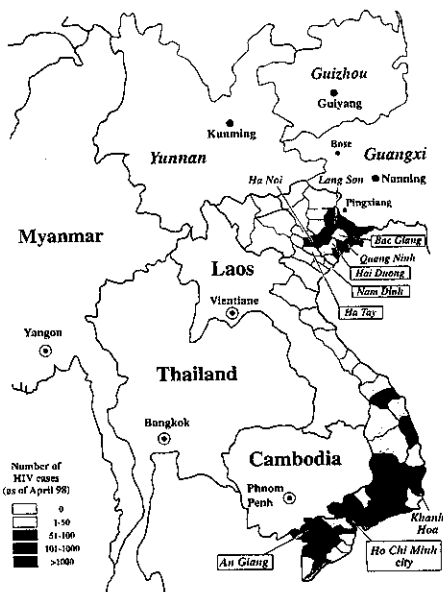 Guizhou
Guiyang
Kunming
Bose
Yunnan
Guangxi
Ha Noi
Lang Son
Nanning
Pingxiang
Myanmar
Bac Giang
Laos
Quang Ninh
Hai Duong
Nam Dinh
Vientiane
Ha Tay
Yangon
Thailand
Bangkok
Cambodia
Number of
HIV cases
(as of April 98)
0
1-50
51-100
101-1000
>1000
Phnom
Penh
Khanh
Hoa
An Giang
Ho Chi Minh
city